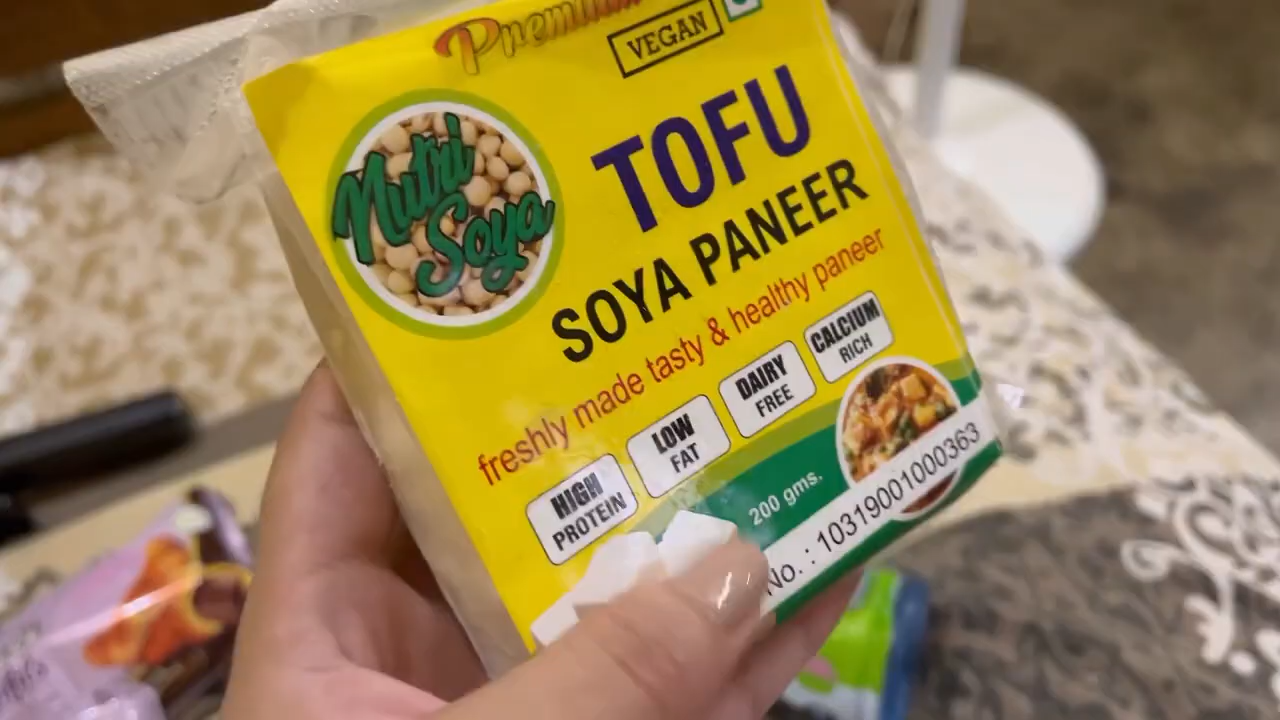 Premium
VEGAN
Nutri
Soya
TOFU
SOYA PANEER
freshly made tasty & healthy paneer
HIGH
PROTEIN
LOW
FAT
DAIRY
FREE
CALCIUM
RICH
200 gms.
No. : 10319001000363